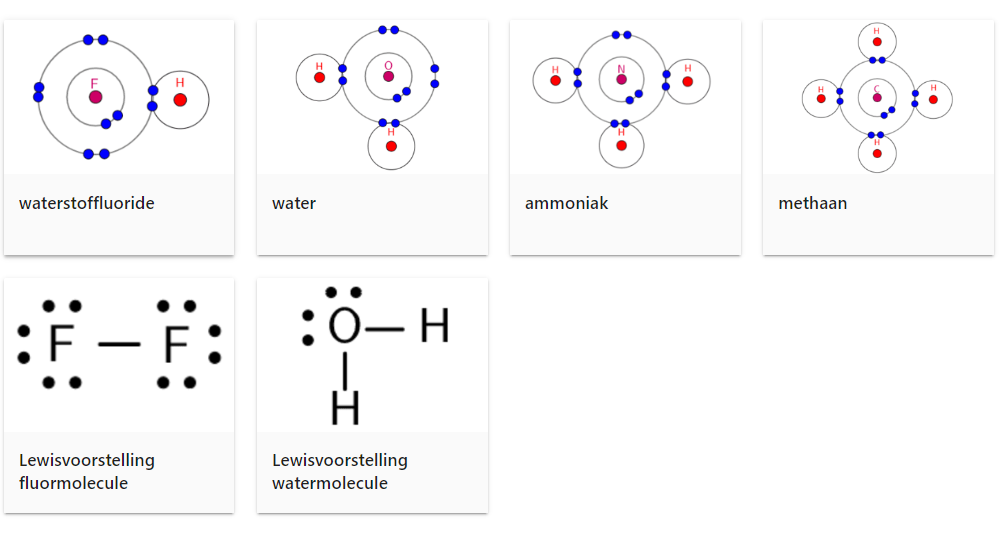 F
H
waterstoffluoride
H
O
H
water
H
N
H
H
ammoniak
H
H
C
H
H
methaan
F — F
Lewisvoorstelling
fluormolecule
O — H
H
Lewisvoorstelling
watermolecule